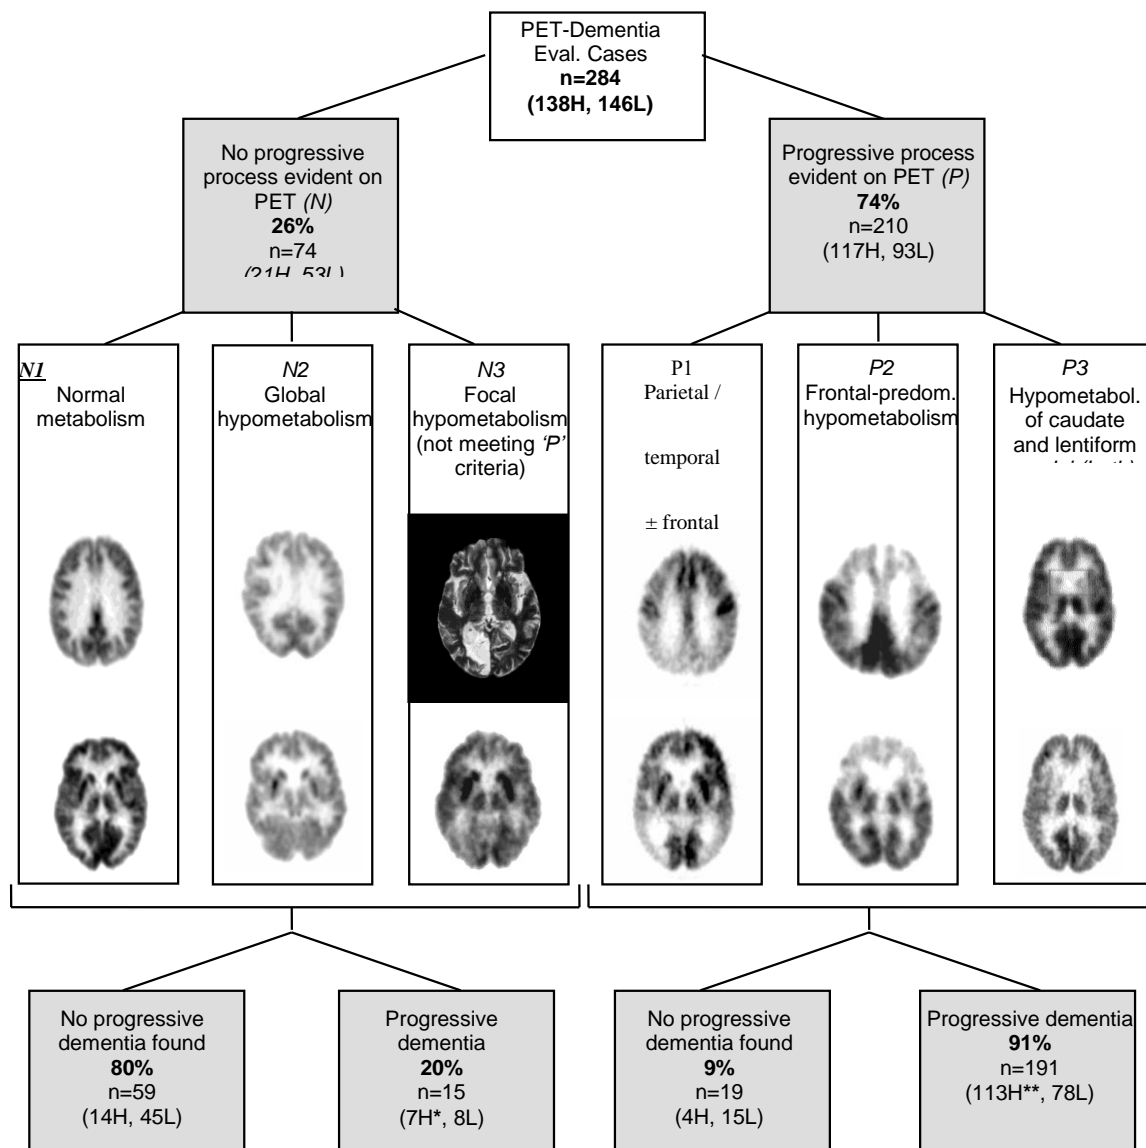 PET-Dementia
Eval. Cases
n=284
(138H, 146L)
No progressive
process evident on
PET (N)
26%
n=74
(21H, 53L)
Progressive process
evident on PET (P)
74%
n=210
(117H, 93L)
N1
Normal
metabolism
N2
Global
hypometabolism
N3
Focal
hypometabolism
(not meeting ‘P’
criteria)
P1
Parietal /
temporal
± frontal
P2
Frontal-predom.
hypometabolism
P3
Hypometabol.
of caudate
and lentiform
No progressive
dementia found
80%
n=59
(14H, 45L)
Progressive
dementia
20%
n=15
(7H*, 8L)
No progressive
dementia found
9%
n=19
(4H, 15L)
Progressive dementia
91%
n=191
(113H**, 78L)